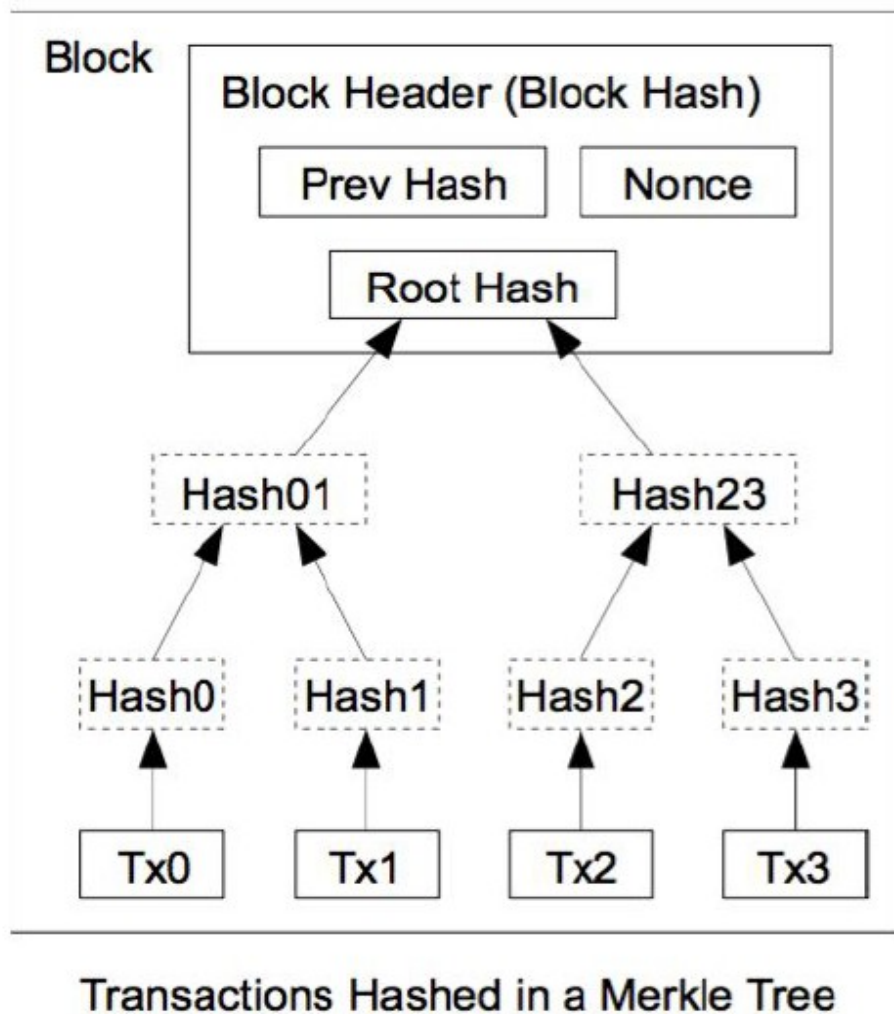 Block
Block Header (Block Hash)
Prev Hash
Nonce
Root Hash
Hash01
Hash23
Hash0
Hash1
Hash2
Hash3
Tx0
Tx1
Tx2
Tx3
Transactions Hashed in a Merkle Tree